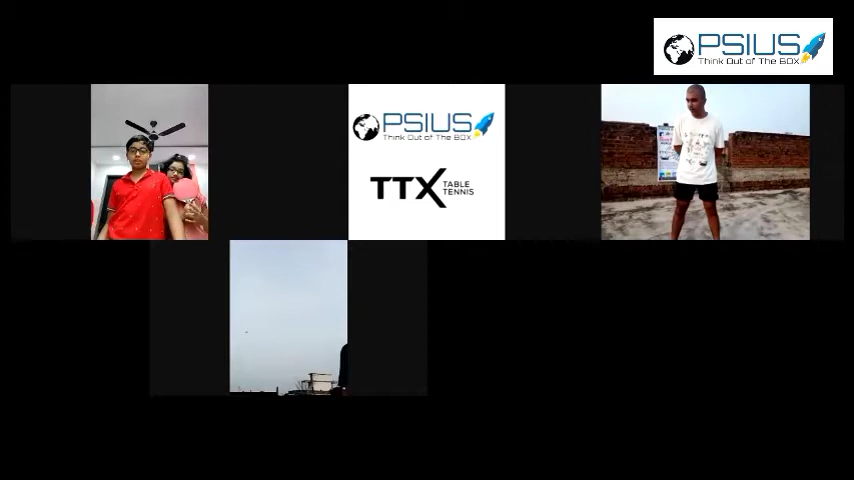 PSIUS
Think Out of The BOX
PSIUS
Think Out of The BOX
TTX TABLE
TENNIS